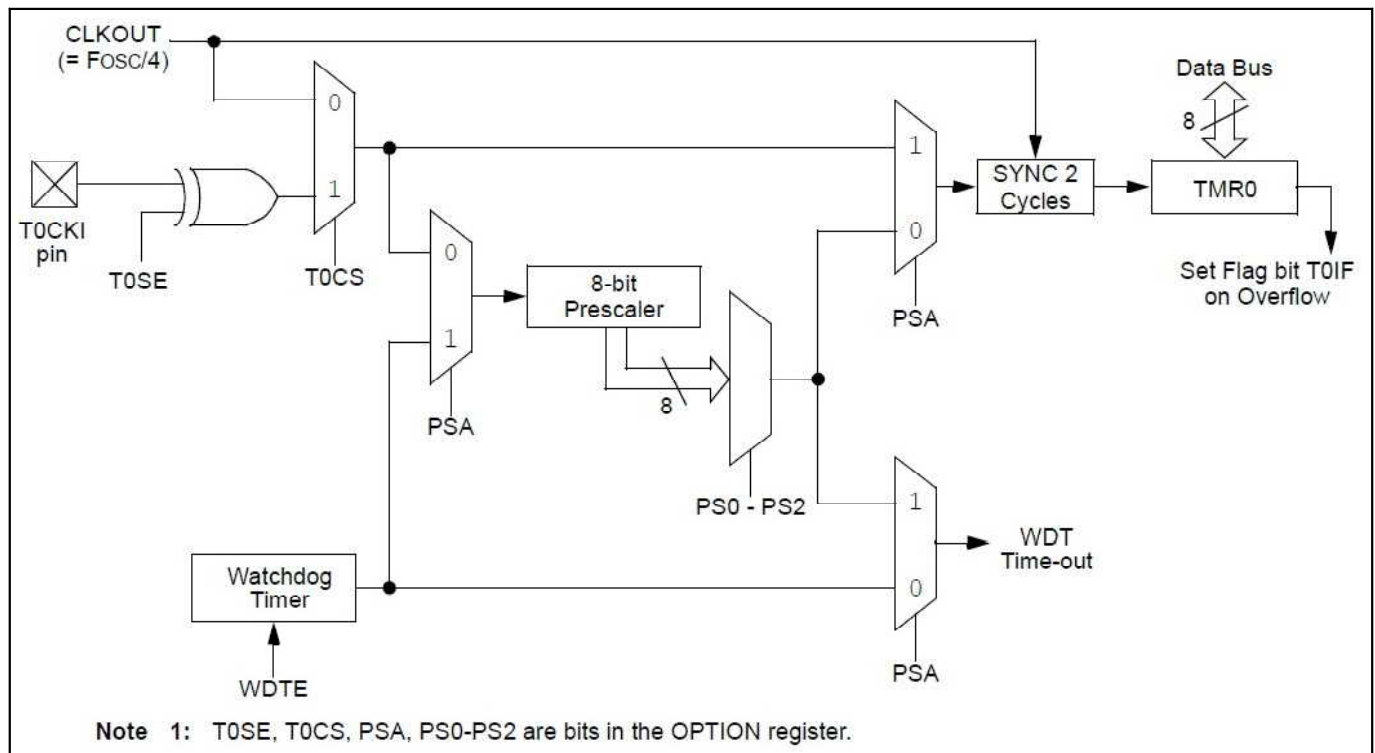 CLKOUT
(= FOSC/4)
Data Bus
8
0
1
1
0
SYNC 2
Cycles
TMR0
T0CKI
pin
T0SE
T0CS
0
1
8-bit
Prescaler
PSA
Set Flag bit T0IF
on Overflow
8
PSA
PS0 - PS2
1
0
WDT
Time-out
Watchdog
Timer
WDTE
PSA
Note 1: T0SE, T0CS, PSA, PS0-PS2 are bits in the OPTION register.